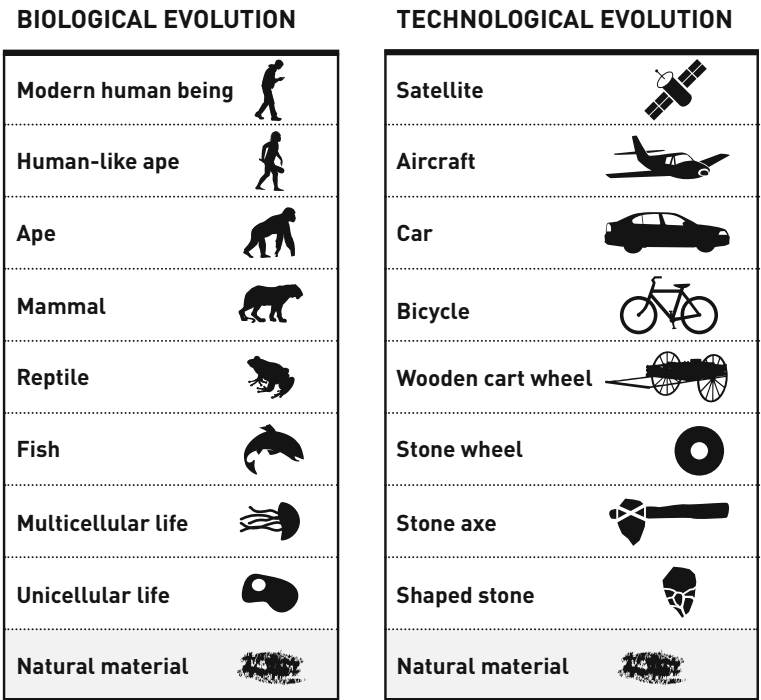 BIOLOGICAL EVOLUTION
Modern human being
Human-like ape
Ape
Mammal
Reptile
Fish
Multicellular life
Unicellular life
Natural material
TECHNOLOGICAL EVOLUTION
Satellite
Aircraft
Car
Bicycle
Wooden cart wheel
Stone wheel
Stone axe
Shaped stone
Natural material